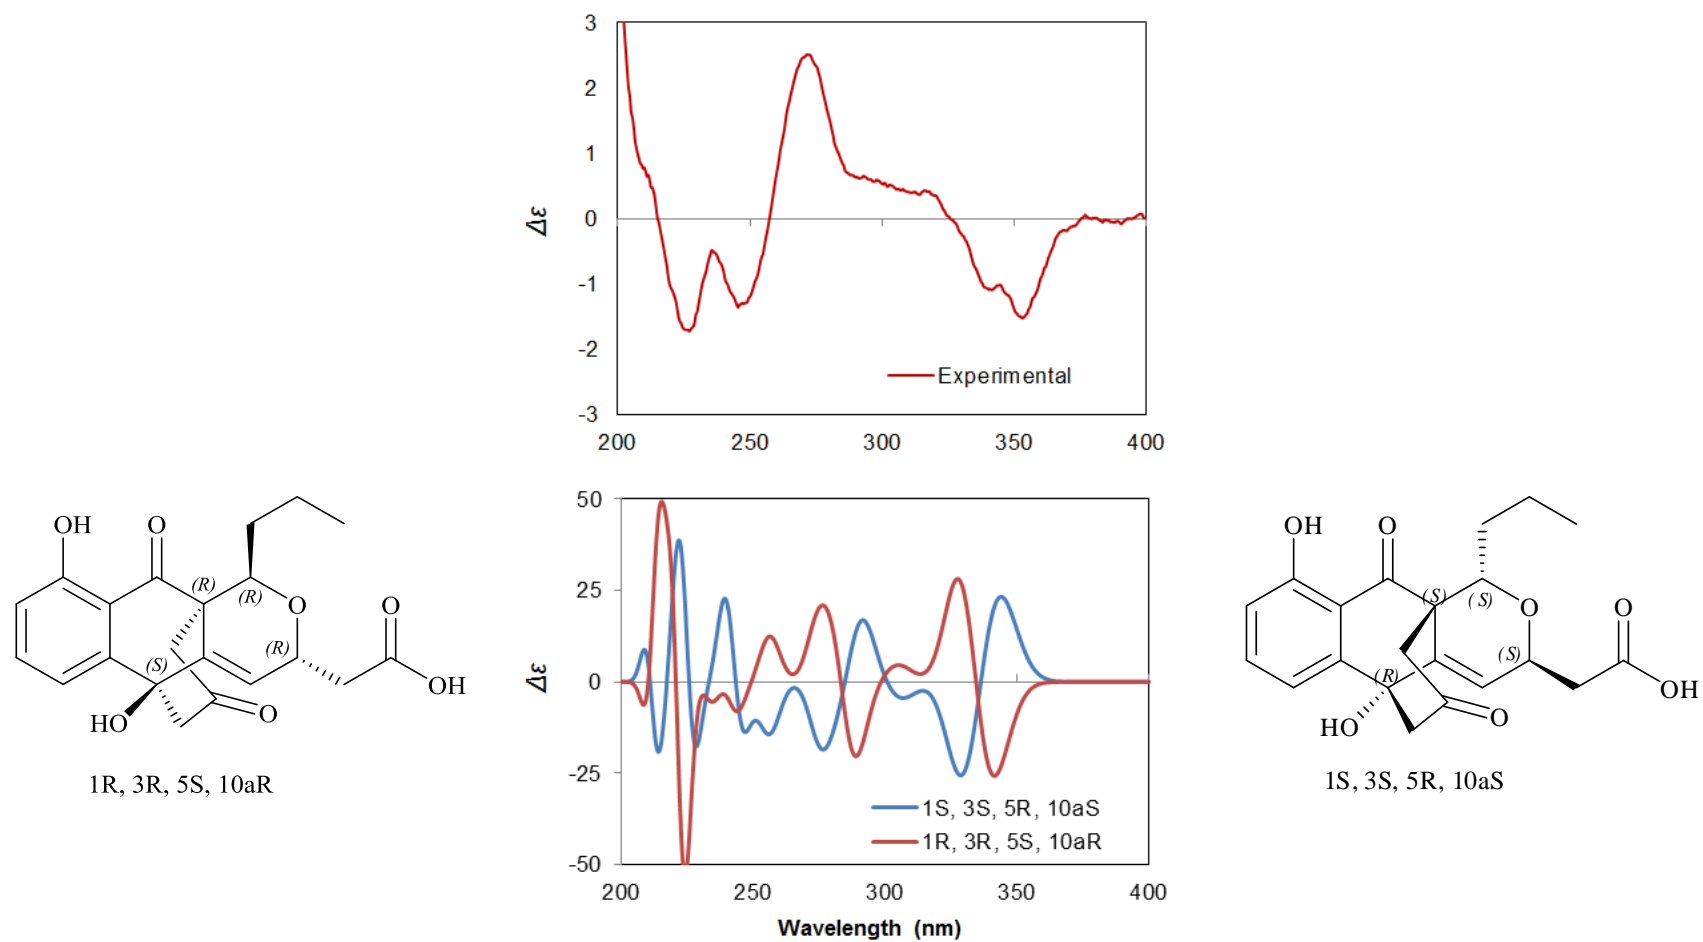 3
2
1
0
-1
-2
-3
Δε
Experimental
200
250
300
350
400
OH
O
(R)
(R)
O
(R)
(S)
O
OH
HO
O
1R, 3R, 5S, 10aR
50
25
0
-25
-50
Δε
1S, 3S, 5R, 10aS
1R, 3R, 5S, 10aR
200
250
300
350
400
Wavelength (nm)
OH
O
(S)
( S)
O
(S)
(R)
O
OH
HO
O
1S, 3S, 5R, 10aS